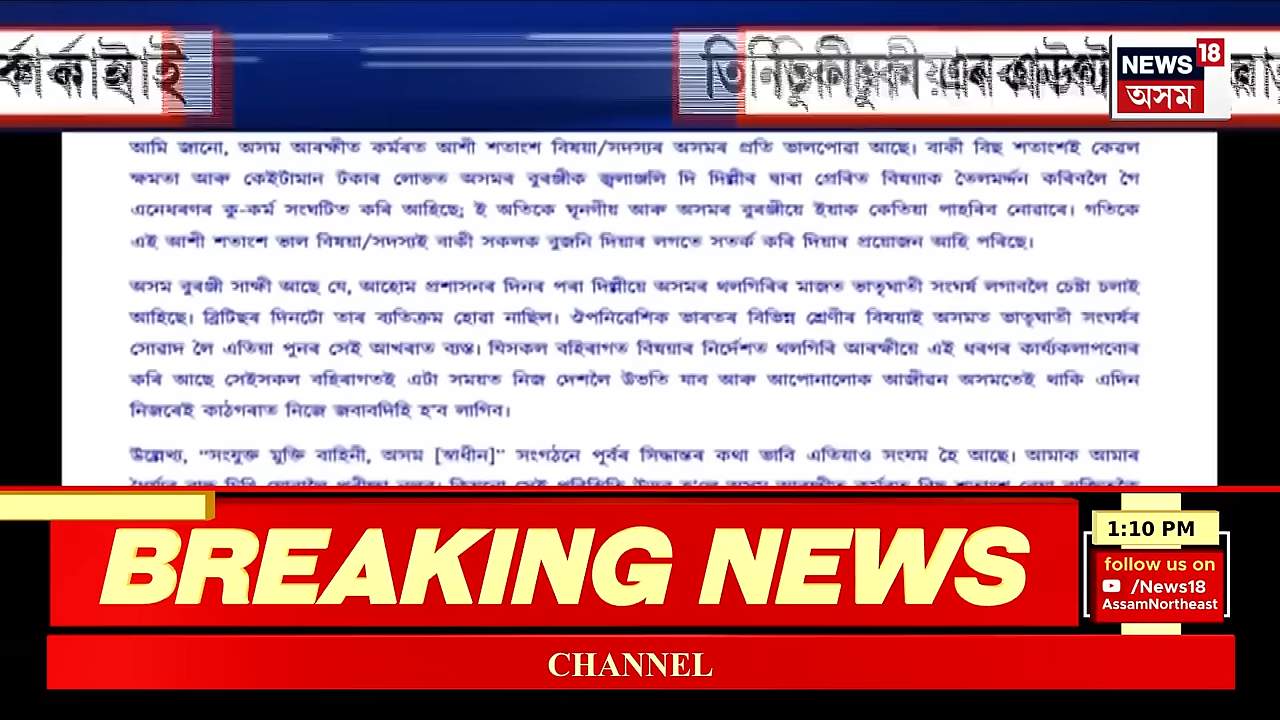 NEWS 18
অসম
আমি জানো, অসম আৰক্ষীত কৰ্মৰত আশী শতাংশ বিষয়া/সদস্যৰ অসমৰ প্ৰতি ভালপোৱা আছে। বাকী বিছ শতাংশই কেৱল
ক্ষমতা আৰু কেইটামান টকাৰ লোভত অসমৰ বুৰঞ্জীক জ্বলাঞ্জলি দি দিল্লীৰ দ্বাৰা প্ৰেৰিত বিষয়াক তৈলমৰ্দ্দন কৰিবলৈ গৈ
এনেধৰণৰ কু-কৰ্ম সংঘটিত কৰি আহিছে; ই অতিকে ঘৃনণীয় আৰু অসমৰ বুৰঞ্জীয়ে ইয়াক কেতিয়া পাহৰিব নোৱাৰে। গতিকে
এই আশী শতাংশ ভাল বিষয়া/সদস্যই বাকী সকলক বুজনি দিয়াৰ লগতে সতৰ্ক কৰি দিয়াৰ প্ৰয়োজন আহি পৰিছে।
অসম বুৰঞ্জী সাক্ষী আছে যে, আহোম প্ৰশাসনৰ দিনৰ পৰা দিল্লীয়ে অসমৰ থলগিৰিৰ মাজত ভাতৃঘাতী সংঘৰ্ষ লগাবলৈ চেষ্টা চলাই
আহিছে। ব্ৰিটিছৰ দিনটো তাৰ ব্যতিক্ৰম হোৱা নাছিল। ঔপনিৱেশিক ভাৰতৰ বিভিন্ন শ্ৰেণীৰ বিষয়াই অসমত ভাতৃঘাতী সংঘৰ্ষৰ
সোৱাদ লৈ এতিয়া পুনৰ সেই আখৰাত ব্যস্ত। যিসকল বহিৰাগত বিষয়াৰ নিৰ্দেশত থলগিৰি আৰক্ষীয়ে এই ধৰণৰ কাৰ্য্যকলাপবোৰ
কৰি আছে সেইসকল বহিৰাগতই এটা সময়ত নিজ দেশলৈ উভতি যাব আৰু আপোনালোক আজীৱন অসমতেই থাকি এদিন
নিজৰেই কাঠগৰাত নিজে জবাবদিহি হ'ব লাগিব।
উল্লেখ্য, "সংযুক্ত মুক্তি বাহিনী, অসম [স্বাধীন]" সংগঠনে পূৰ্বৰ সিদ্ধান্তৰ কথা ভাবি এতিয়াও সংযম হৈ আছে। আমাক আমাৰ
BREAKING NEWS
1:10 PM
follow us on
/News18
AssamNortheast
CHANNEL